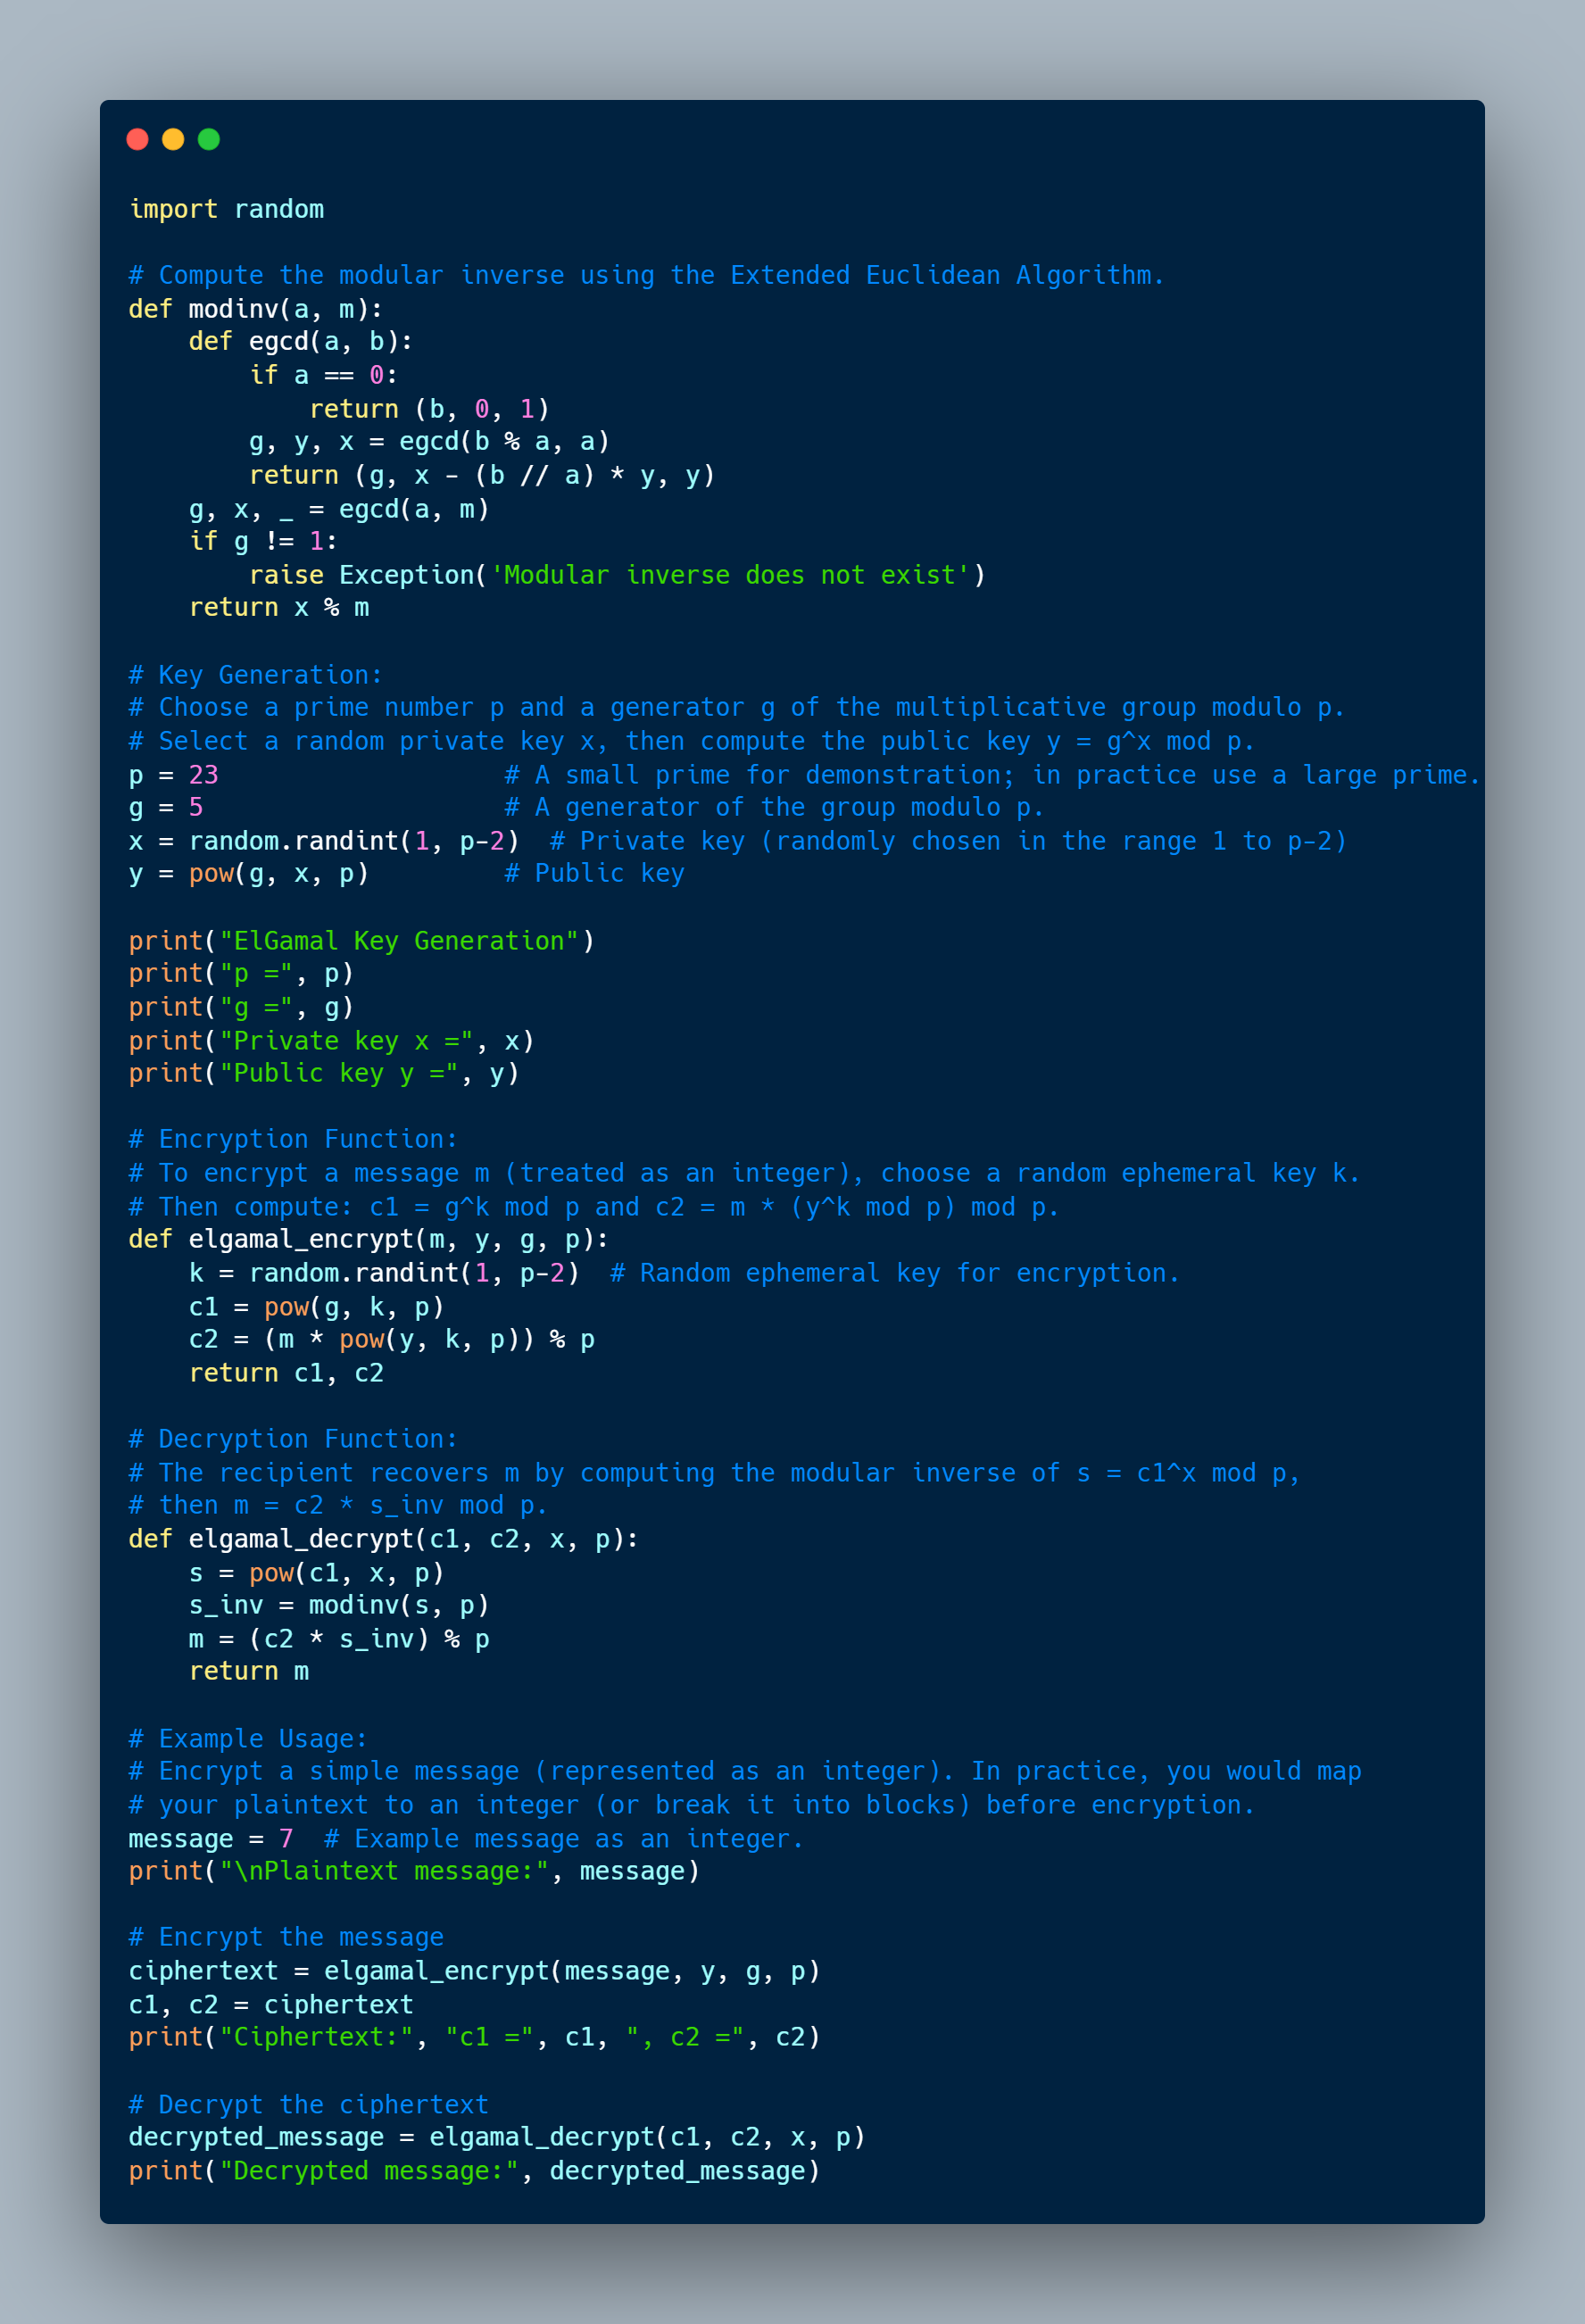 import random

# Compute the modular inverse using the Extended Euclidean Algorithm.
def modinv(a, m):
    def egcd(a, b):
        if a == 0:
            return (b, 0, 1)
        g, y, x = egcd(b % a, a)
        return (g, x - (b // a) * y, y)
    g, x, _ = egcd(a, m)
    if g != 1:
        raise Exception('Modular inverse does not exist')
    return x % m

# Key Generation:
# Choose a prime number p and a generator g of the multiplicative group modulo p.
# Select a random private key x, then compute the public key y = g^x mod p.
p = 23                   # A small prime for demonstration; in practice use a large prime.
g = 5                    # A generator of the group modulo p.
x = random.randint(1, p-2)  # Private key (randomly chosen in the range 1 to p-2)
y = pow(g, x, p)         # Public key

print("ElGamal Key Generation")
print("p =", p)
print("g =", g)
print("Private key x =", x)
print("Public key y =", y)

# Encryption Function:
# To encrypt a message m (treated as an integer), choose a random ephemeral key k.
# Then compute: c1 = g^k mod p and c2 = m * (y^k mod p) mod p.
def elgamal_encrypt(m, y, g, p):
    k = random.randint(1, p-2)  # Random ephemeral key for encryption.
    c1 = pow(g, k, p)
    c2 = (m * pow(y, k, p)) % p
    return c1, c2

# Decryption Function:
# The recipient recovers m by computing the modular inverse of s = c1^x mod p,
# then m = c2 * s_inv mod p.
def elgamal_decrypt(c1, c2, x, p):
    s = pow(c1, x, p)
    s_inv = modinv(s, p)
    m = (c2 * s_inv) % p
    return m

# Example Usage:
# Encrypt a simple message (represented as an integer). In practice, you would map
# your plaintext to an integer (or break it into blocks) before encryption.
message = 7  # Example message as an integer.
print("\nPlaintext message:", message)

# Encrypt the message
ciphertext = elgamal_encrypt(message, y, g, p)
c1, c2 = ciphertext
print("Ciphertext:", "c1 =", c1, ", c2 =", c2)

# Decrypt the ciphertext
decrypted_message = elgamal_decrypt(c1, c2, x, p)
print("Decrypted message:", decrypted_message)